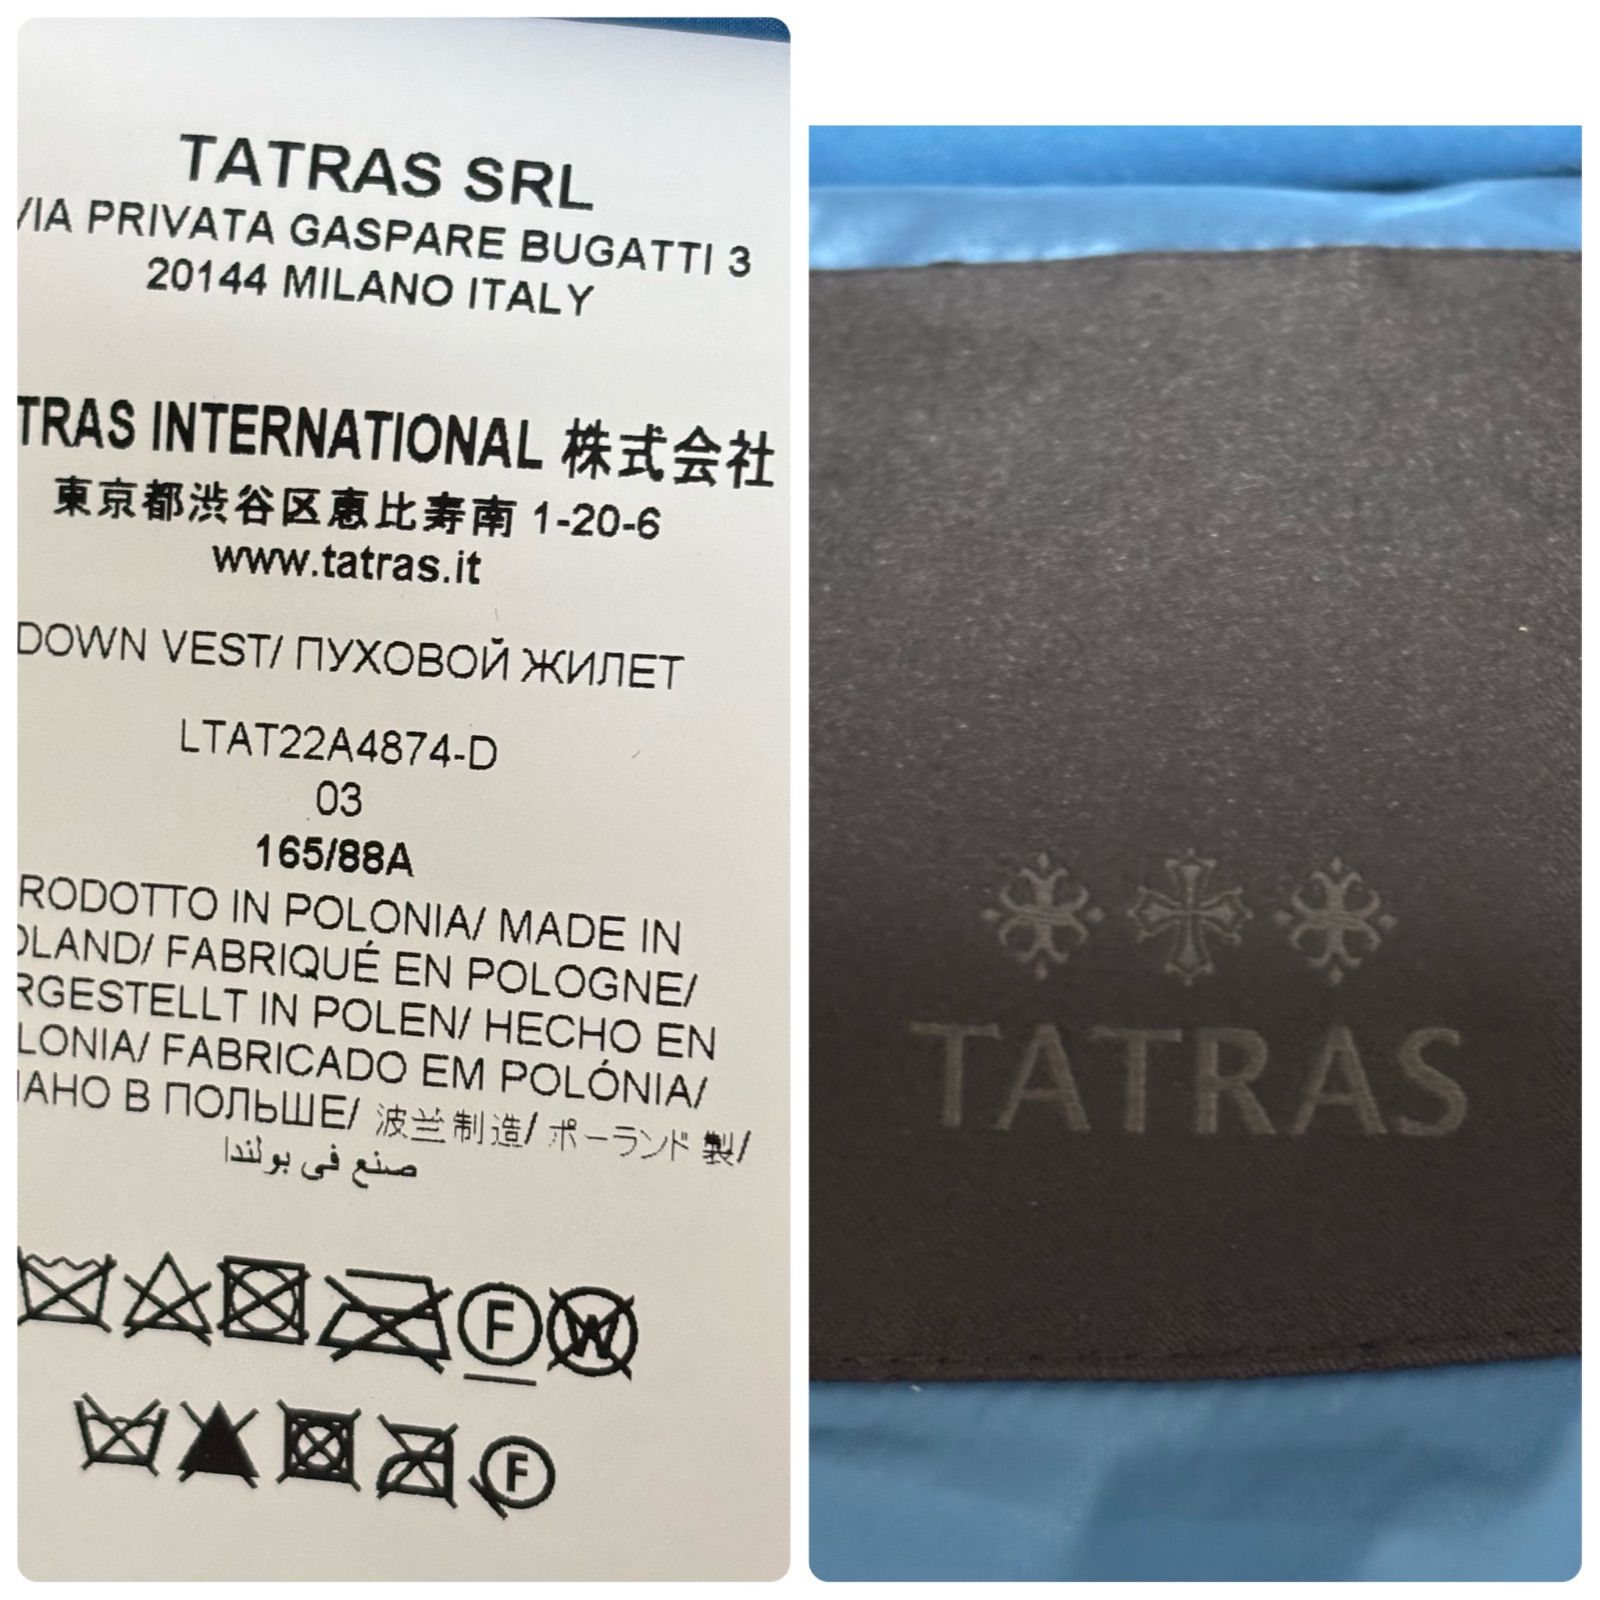 TATRAS SRL
VIA PRIVATA GASPARE BUGATTI 3
20144 MILANO ITALY
TRAS INTERNATIONAL 株式会社
東京都渋谷区恵比寿南 1-20-6
www.tatras.it
DOWN VEST/ ПУХОВОЙ ЖИЛЕТ
LTAT22A4874-D
03
165/88A
RODOTTO IN POLONIA/ MADE IN
OLAND/ FABRIQUÉ EN POLOGNE/
RGESTELLT IN POLEN/ HECHO EN
LONIA/ FABRICADO EM POLÓNIA/
ЛАНО В ПОЛЬШЕ/ 波兰制造/ ポーランド 製/
صنع في بولندا
F W
F
TATRAS